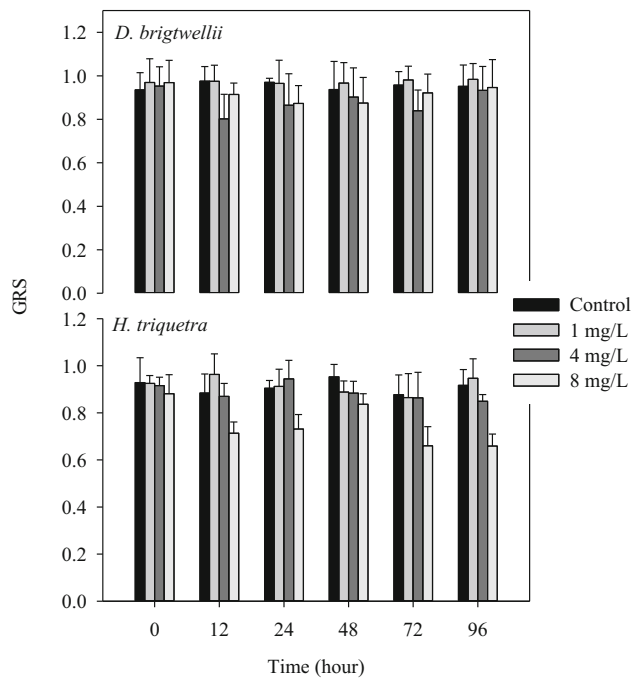 D. brigtwellii
1.2
1.0
0.8
0.6
0.4
0.2
0.0
GRS
H. triquetra
1.2
1.0
0.8
0.6
0.4
0.2
0.0
Control
1 mg/L
4 mg/L
8 mg/L
0 12 24 48 72 96
Time (hour)